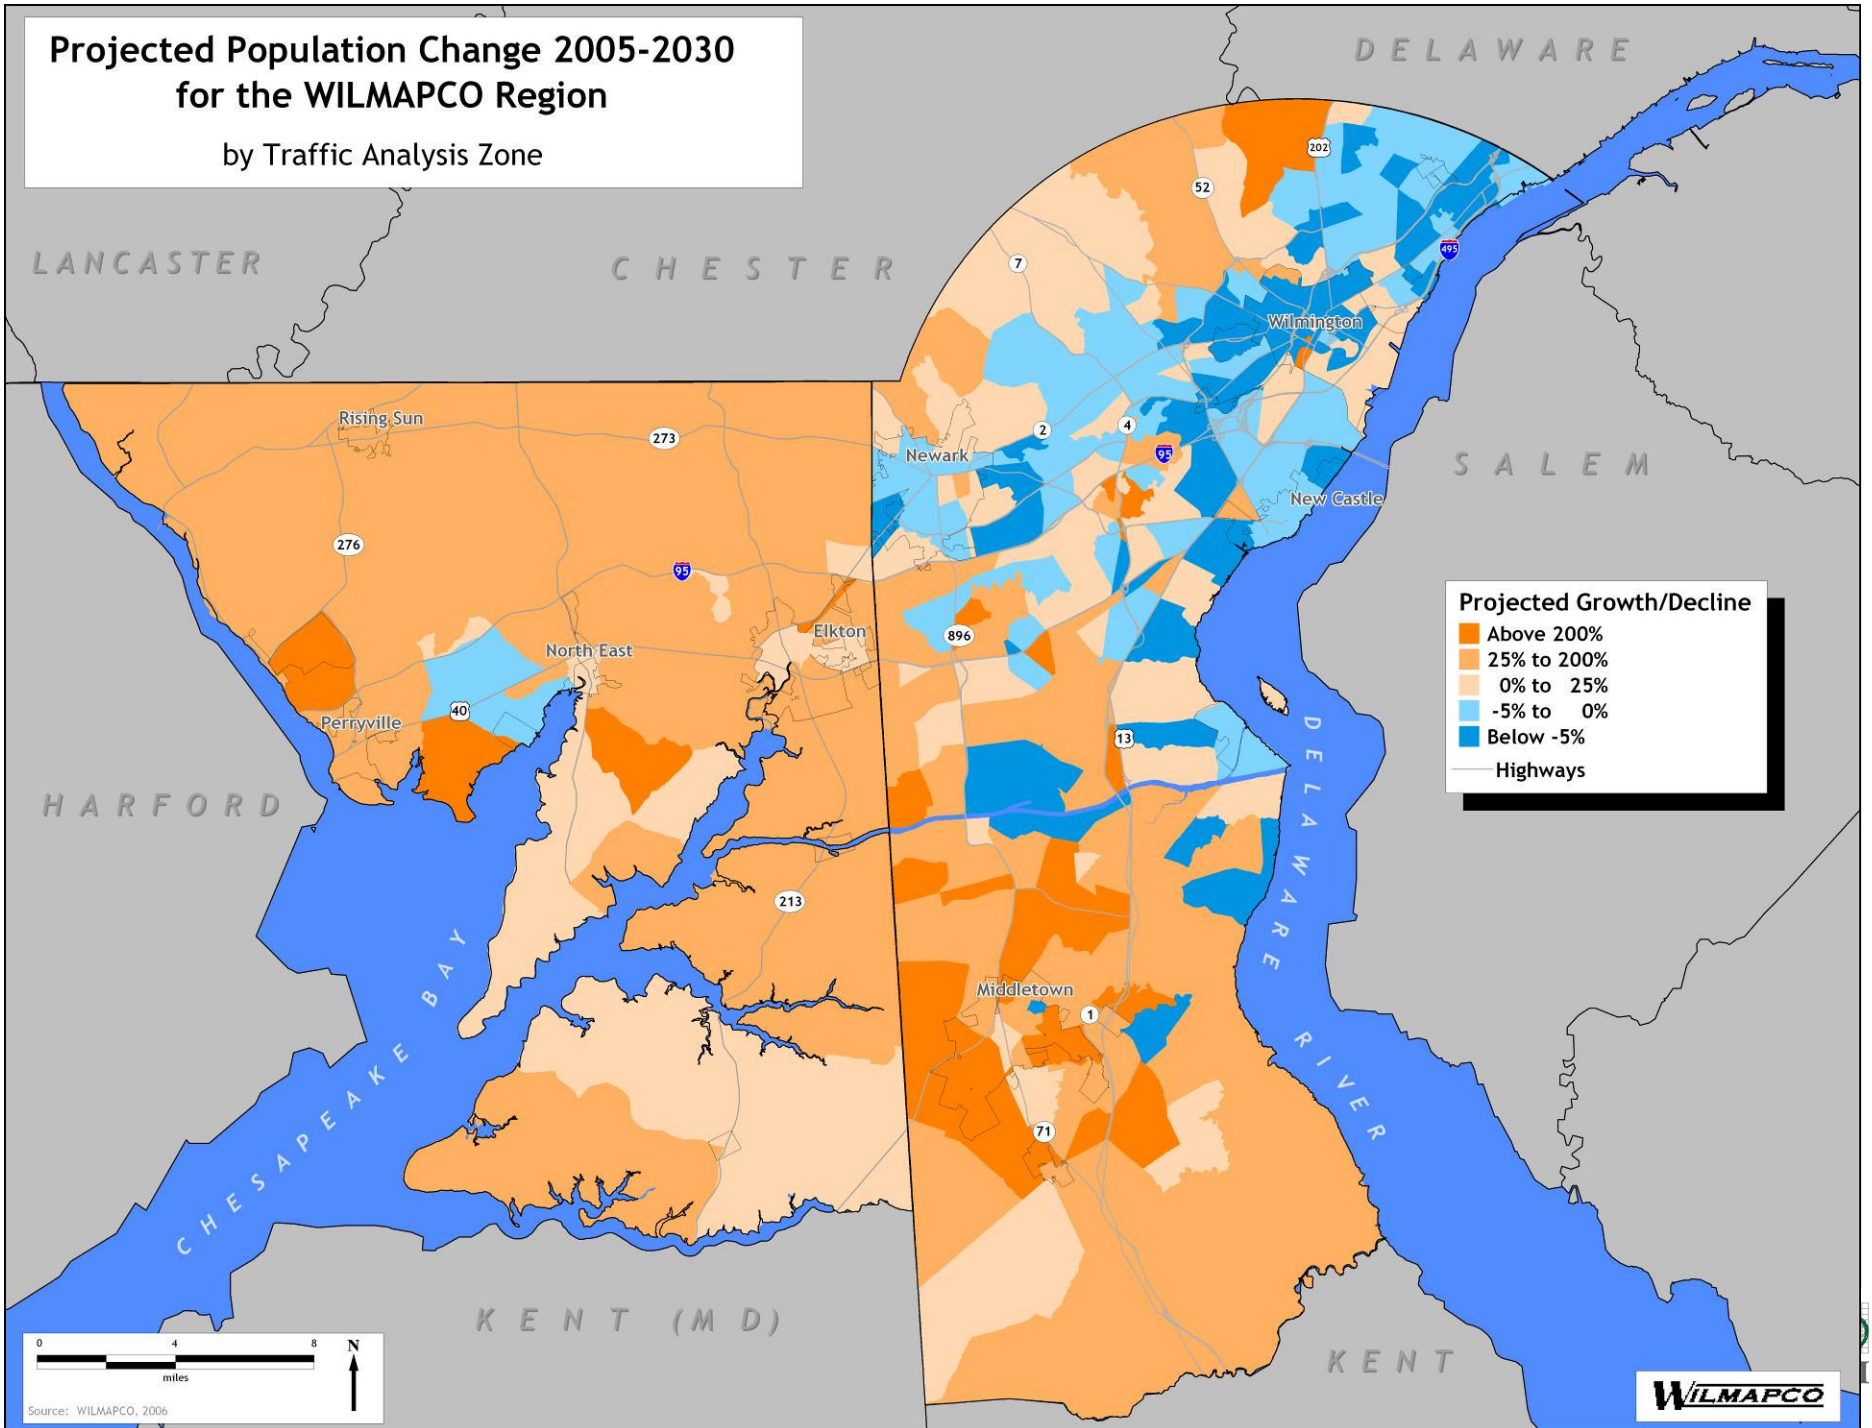 Projected Population Change 2005-2030
for the WILMAPCO Region
by Traffic Analysis Zone
DELAWARE
LANCASTER
CHESTER
202
52
7
495
Wilmington
Rising Sun
273
2
4
95
Newark
SALEM
New Castle
276
95
Elkton
896
North East
40
Perryville
13
HARFORD
213
Middletown
1
71
CHESAPEAKE BAY
DELAWARE RIVER
Projected Growth/Decline
Above 200%
25% to 200%
0% to 25%
-5% to 0%
Below -5%
Highways
KENT (MD)
KENT
0 4 8
miles
N
Source: WILMAPCO, 2006
WILMAPCO